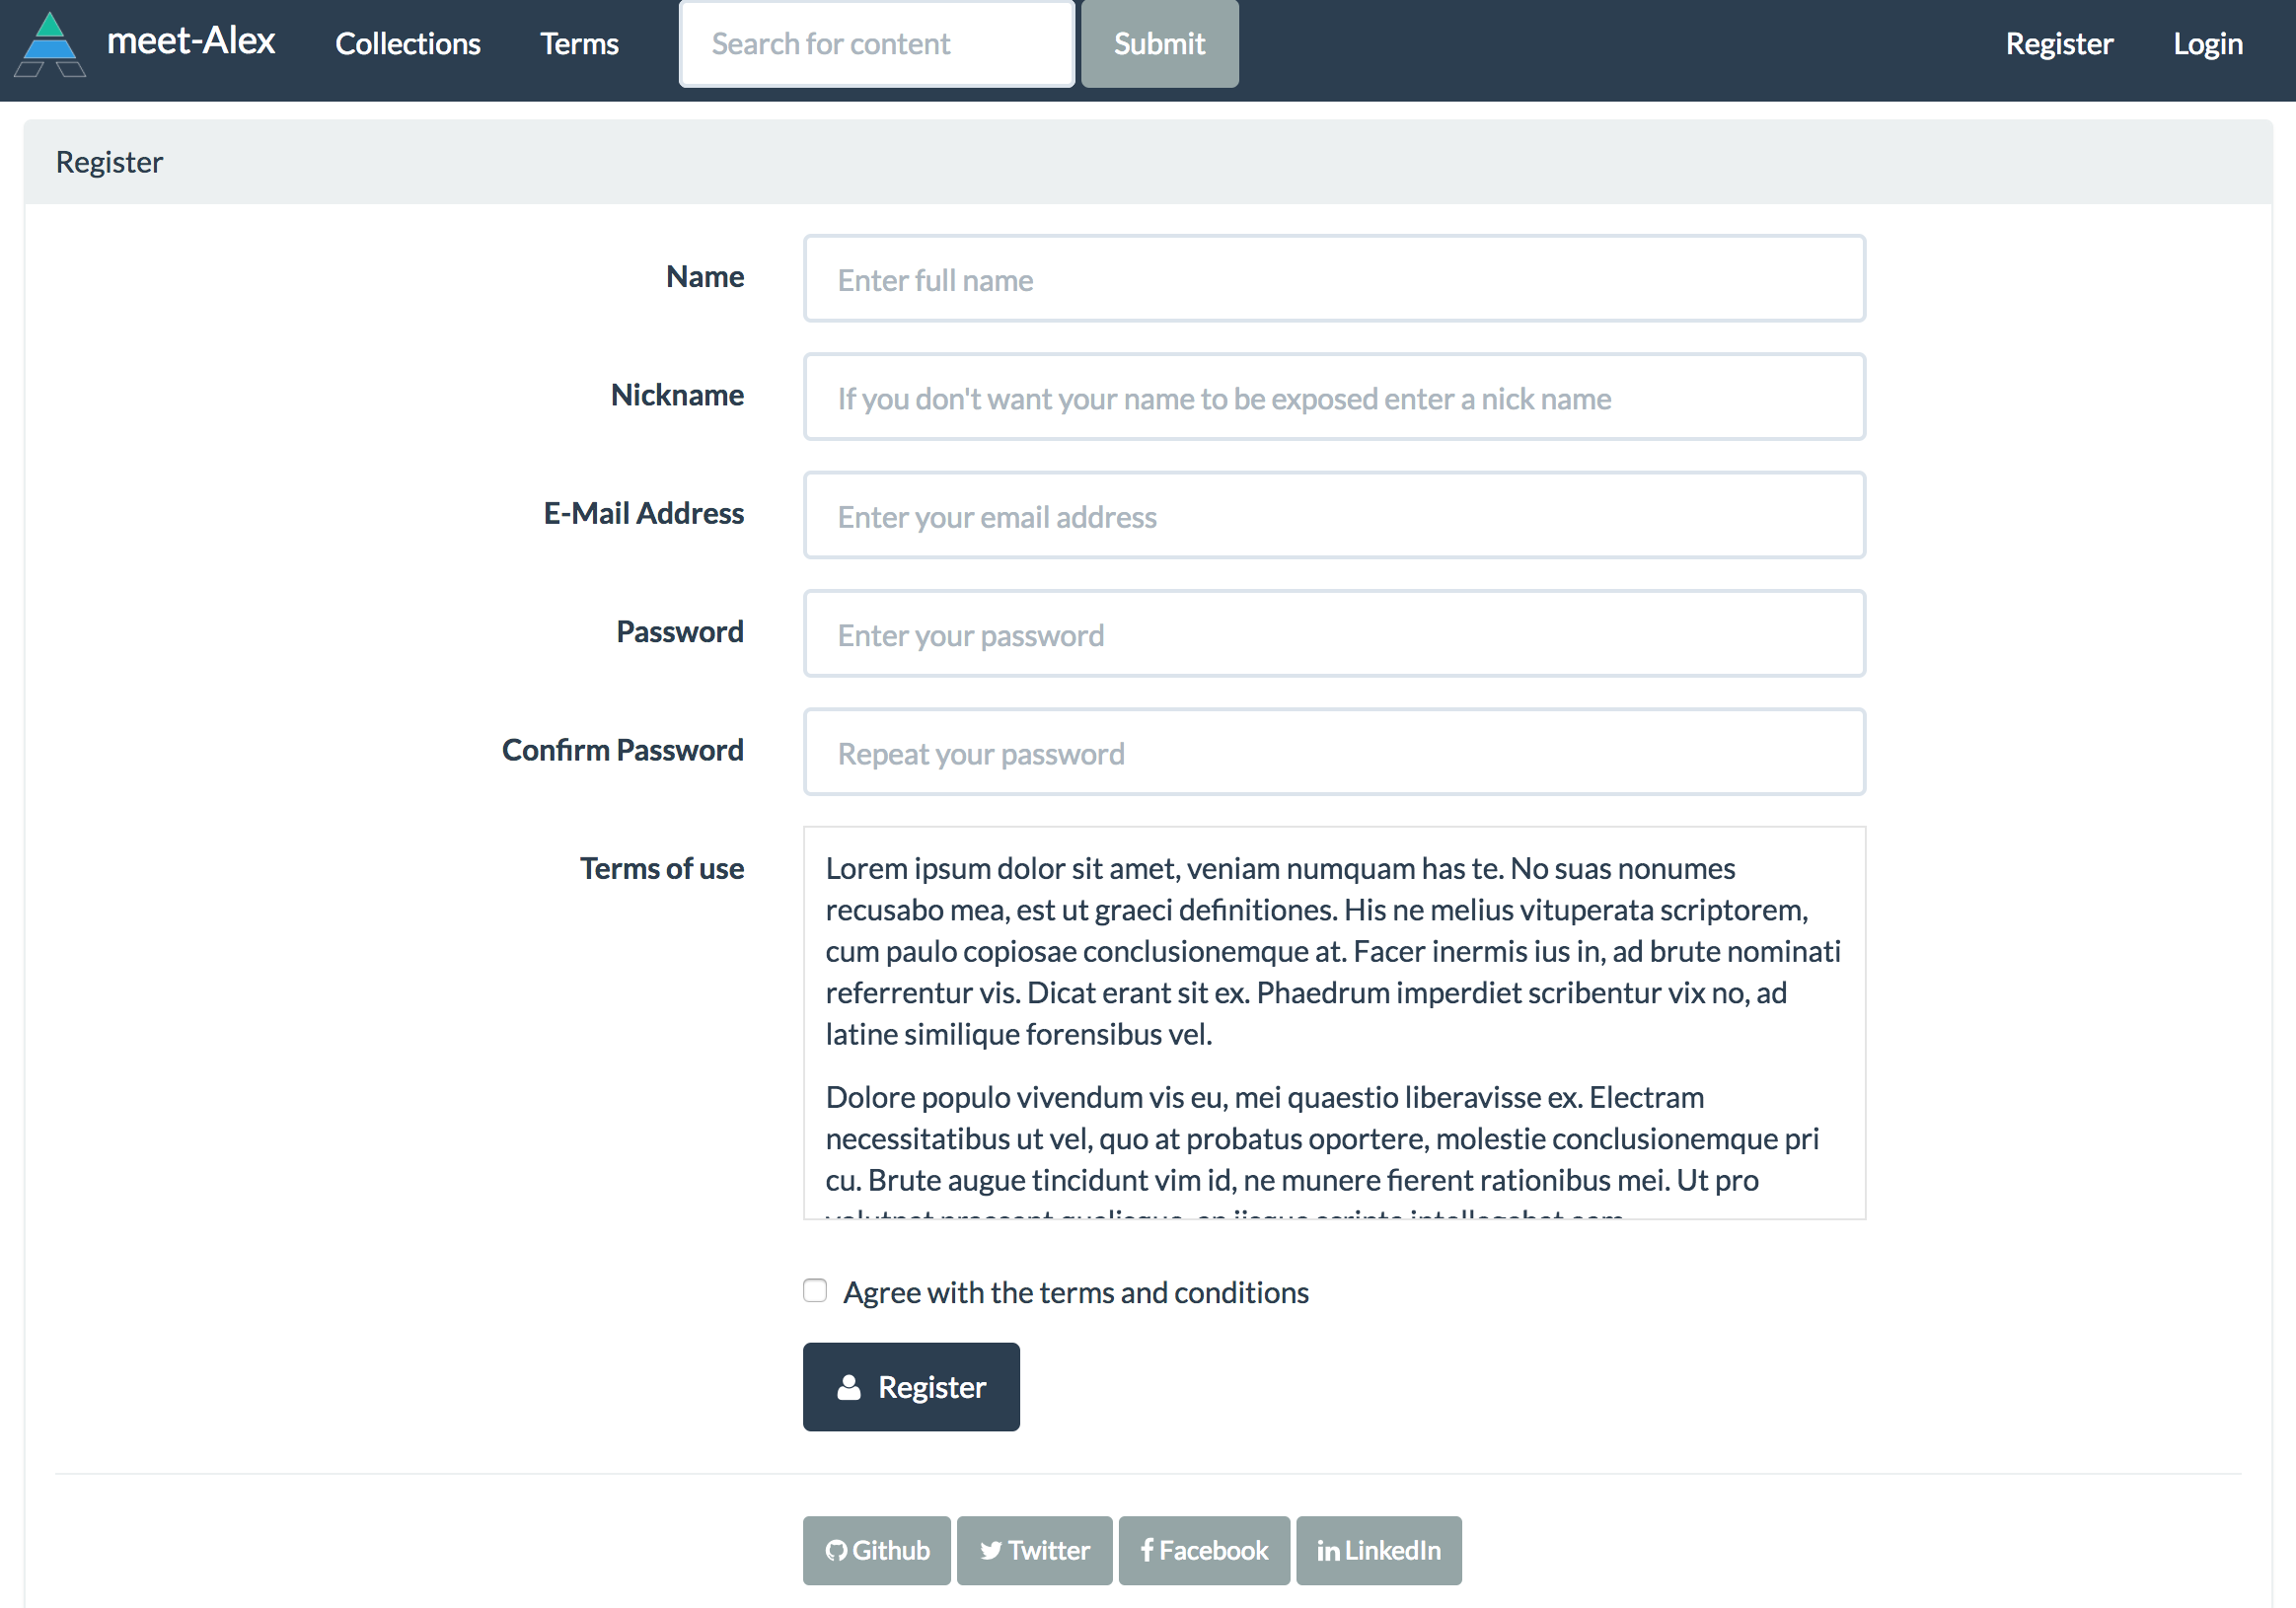 meet-Alex Collections Terms Search for content Submit Register Login
Register
Name Enter full name
Nickname If you don't want your name to be exposed enter a nick name
E-Mail Address Enter your email address
Password Enter your password
Confirm Password Repeat your password
Terms of use Lorem ipsum dolor sit amet, veniam numquam has te. No suas nonumes
recusabo mea, est ut graeci definitiones. His ne melius vituperata scriptorem,
cum paulo copiosae conclusionemque at. Facer inermis ius in, ad brute nominati
referrentur vis. Dicat erant sit ex. Phaedrum imperdiet scribentur vix no, ad
latine similique forensibus vel.
Dolore populo vivendum vis eu, mei quaestio liberavisse ex. Electram
necessitatibus ut vel, quo at probatus oportere, molestie conclusionemque pri
cu. Brute augue tincidunt vim id, ne munere fierent rationibus mei. Ut pro
Agree with the terms and conditions
Register
Github Twitter Facebook LinkedIn